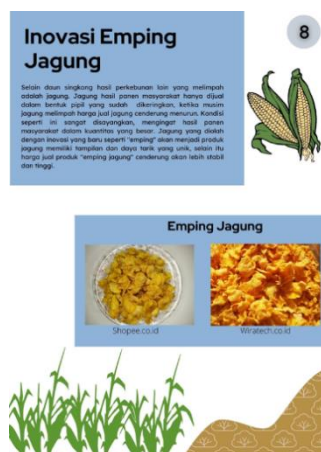 Inovasi Emping
Jagung
8
Selain daun singkong hasil perkebunan lain yang melimpah
adalah jagung. Jagung hasil panen masyarakat hanya dijual
dalam bentuk pipil yang sudah dikeringkan, ketika musim
jagung melimpah harga jual jagung cenderung menurun. Kondisi
seperti ini sangat disayangkan, mengingat hasil panen
masyarakat dalam kuantitas yang besar. Jagung yang diolah
dengan inovasi yang baru seperti "emping" akan menjadi produk
jagung memiliki tampilan dan daya tarik yang unik, selain itu
harga jual produk "emping jagung" cenderung akan lebih stabil
dan tinggi.
Emping Jagung
Shopee.co.id
Wiratech.co.id